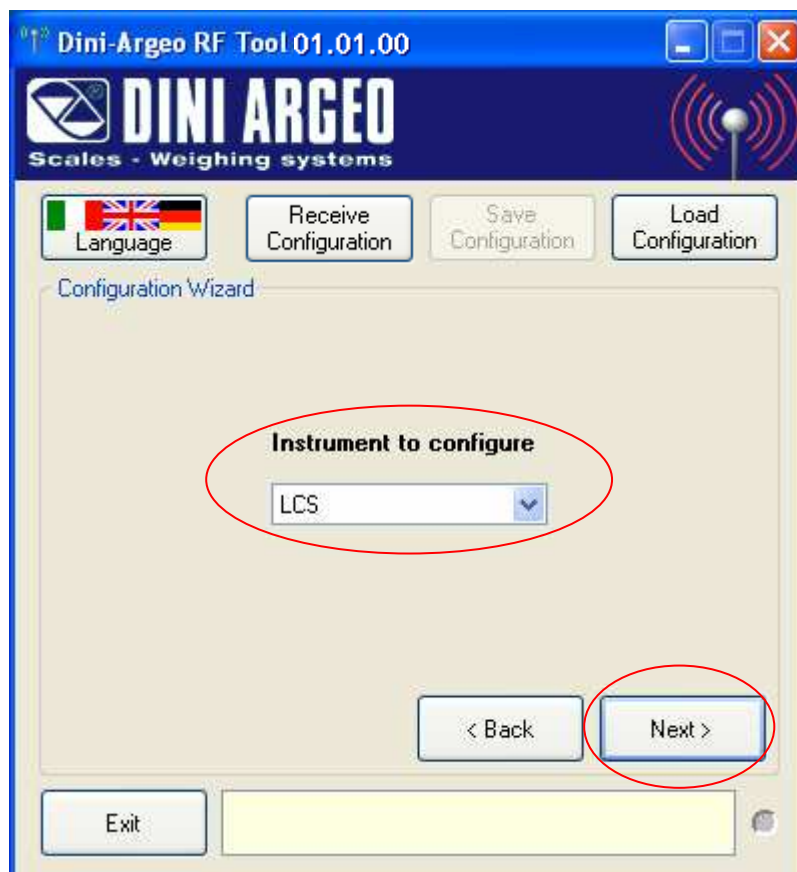 Dini-Argeo RF Tool 01.01.00
DINI ARGEO
Scales - Weighing systems
Language
Receive
Configuration
Save
Configuration
Load
Configuration
Configuration Wizard
Instrument to configure
LCS
< Back
Next >
Exit